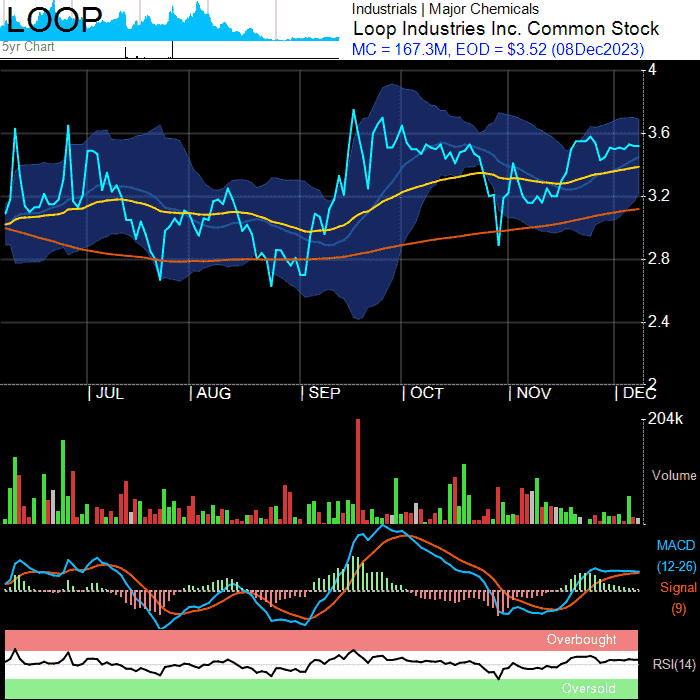 LOOP
5yr Chart
Industrials | Major Chemicals
Loop Industries Inc. Common Stock
MC = 167.3M, EOD = $3.52 (08Dec2023)
4
3.6
3.2
2.8
2.4
2
JUL AUG SEP OCT NOV DEC
204k
Volume
MACD
(12-26)
Signal
(9)
Overbought
RSI(14)
Oversold